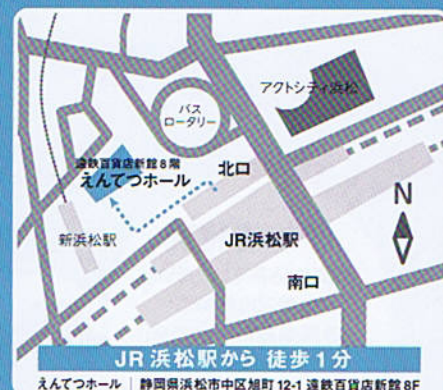 アクトシティ浜松
バス
ロータリー
遠鉄百貨店新館8階
えんてつホール
北口
N
新浜松駅
JR浜松駅
南口
JR浜松駅から 徒歩1分
えんてつホール｜静岡県浜松市中区旭町12-1 遠鉄百貨店新館8F